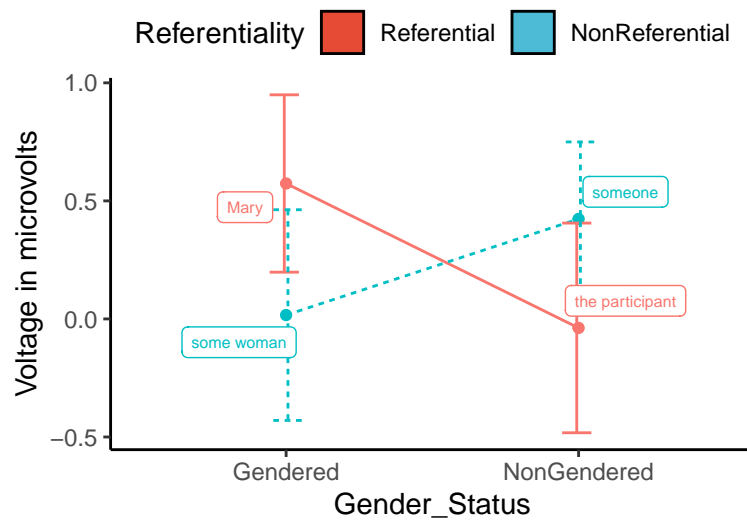 Referentiality Referential NonReferential
1.0
0.5
0.0
−0.5
Voltage in microvolts
Mary
someone
the participant
some woman
Gendered NonGendered
Gender_Status